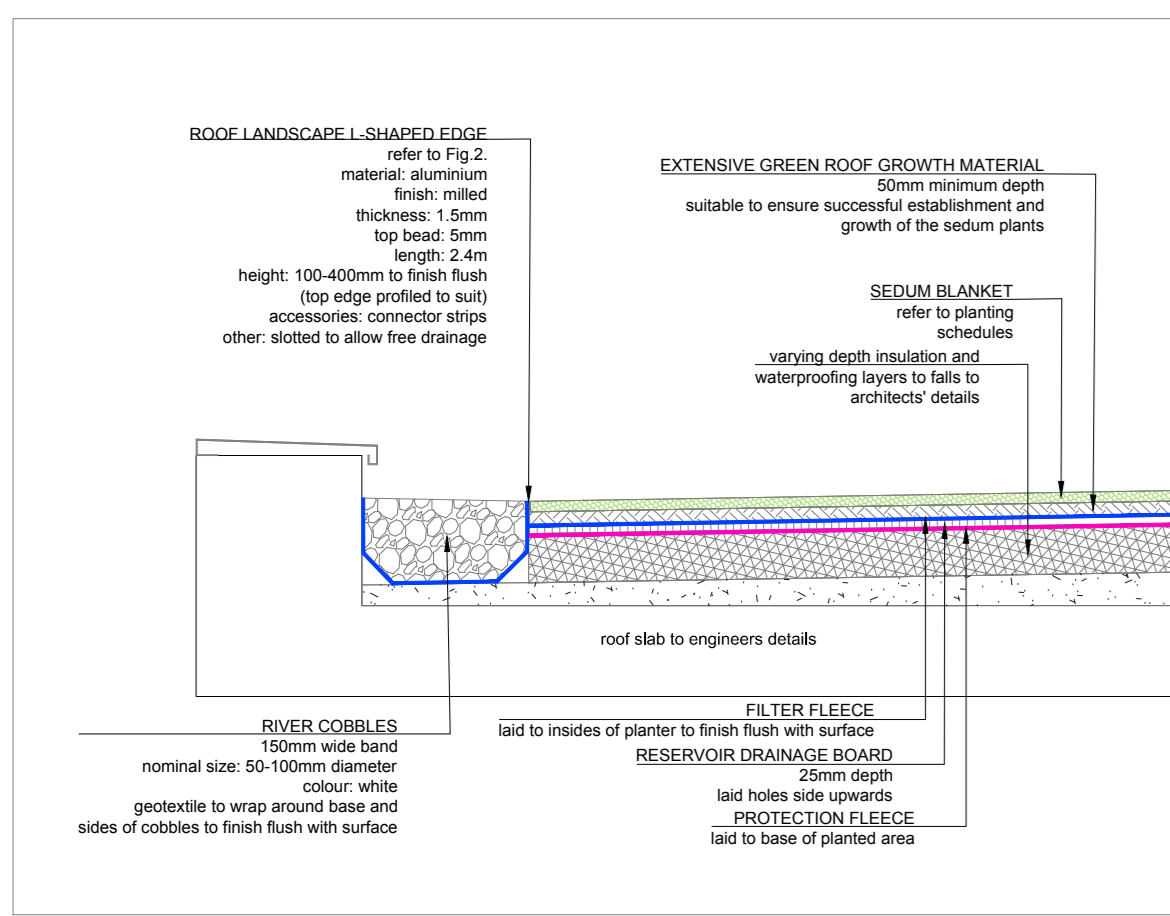 ROOF LANDSCAPE L-SHAPED EDGE
refer to Fig.2.
material: aluminium
finish: milled
thickness: 1.5mm
top bead: 5mm
length: 2.4m
height: 100-400mm to finish flush
(top edge profiled to suit)
accessories: connector strips
other: slotted to allow free drainage
EXTENSIVE GREEN ROOF GROWTH MATERIAL
50mm minimum depth
suitable to ensure successful establishment and
growth of the sedum plants
SEDUM BLANKET
refer to planting
schedules
varying depth insulation and
waterproofing layers to falls to
architects' details
roof slab to engineers details
RIVER COBBLES
150mm wide band
nominal size: 50-100mm diameter
colour: white
geotextile to wrap around base and
sides of cobbles to finish flush with surface
FILTER FLEECE
laid to insides of planter to finish flush with surface
RESERVOIR DRAINAGE BOARD
25mm depth
laid holes side upwards
PROTECTION FLEECE
laid to base of planted area